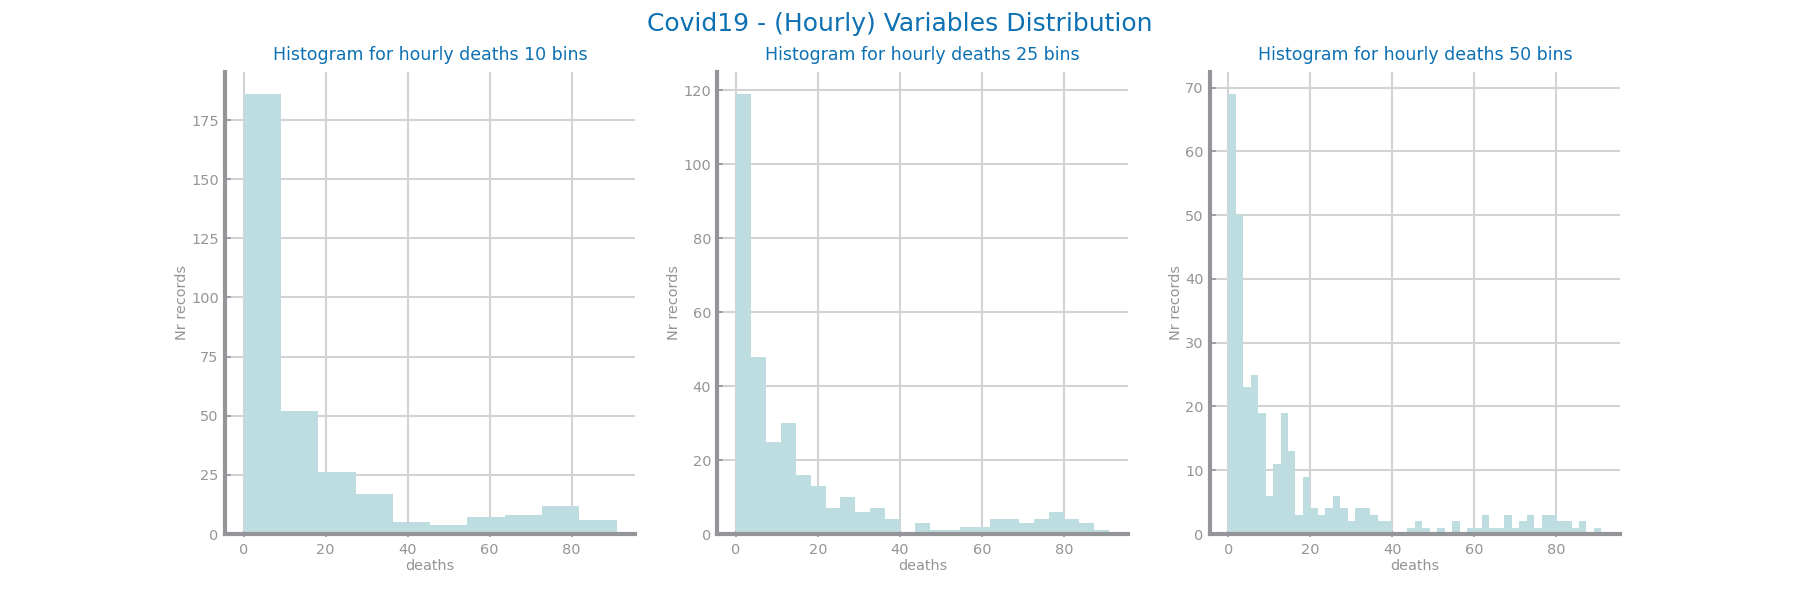 Covid19 - (Hourly) Variables Distribution
Histogram for hourly deaths 10 bins
175
150
125
100
75
50
25
0
Nr records
0 20 40 60 80
deaths
Histogram for hourly deaths 25 bins
120
100
80
60
40
20
0
Nr records
0 20 40 60 80
deaths
Histogram for hourly deaths 50 bins
70
60
50
40
30
20
10
0
Nr records
0 20 40 60 80
deaths